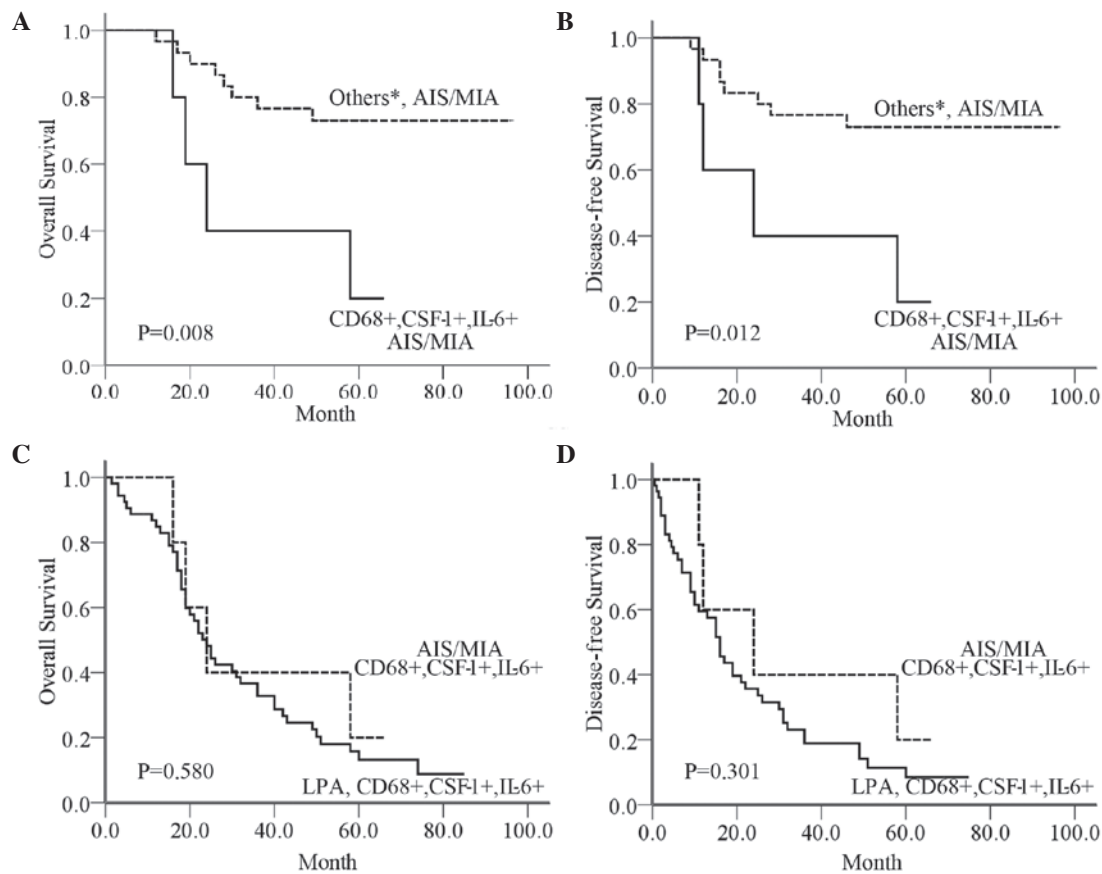 A
Overall Survival
1.0
0.8
0.6
0.4
0.2
0.0
Others*, AIS/MIA
CD68+,CSF-1+,IL-6+
AIS/MIA
P=0.008
0.0 20.0 40.0 60.0 80.0 100.0
Month
B
Disease-free Survival
1.0
0.8
0.6
0.4
0.2
0.0
Others*, AIS/MIA
CD68+,CSF-1+,IL-6+
AIS/MIA
P=0.012
0.0 20.0 40.0 60.0 80.0 100.0
Month
C
Overall Survival
1.0
0.8
0.6
0.4
0.2
0.0
AIS/MIA
CD68+,CSF-1+,IL-6+
P=0.580
LPA, CD68+,CSF-1+,IL-6+
0.0 20.0 40.0 60.0 80.0 100.0
Month
D
Disease-free Survival
1.0
0.8
0.6
0.4
0.2
0.0
AIS/MIA
CD68+,CSF-1+,IL-6+
P=0.301
LPA, CD68+,CSF-1+,IL-6+
0.0 20.0 40.0 60.0 80.0 100.0
Month